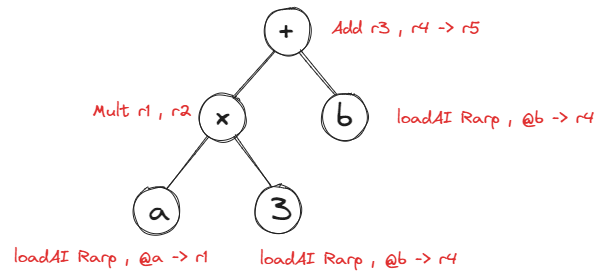 +
Add r3 , r4 -> r5
Mult r1 , r2
x
b
loadAI Rarp , @b -> r4
a
3
loadAI Rarp , @a -> r1
loadAI Rarp , @b -> r4